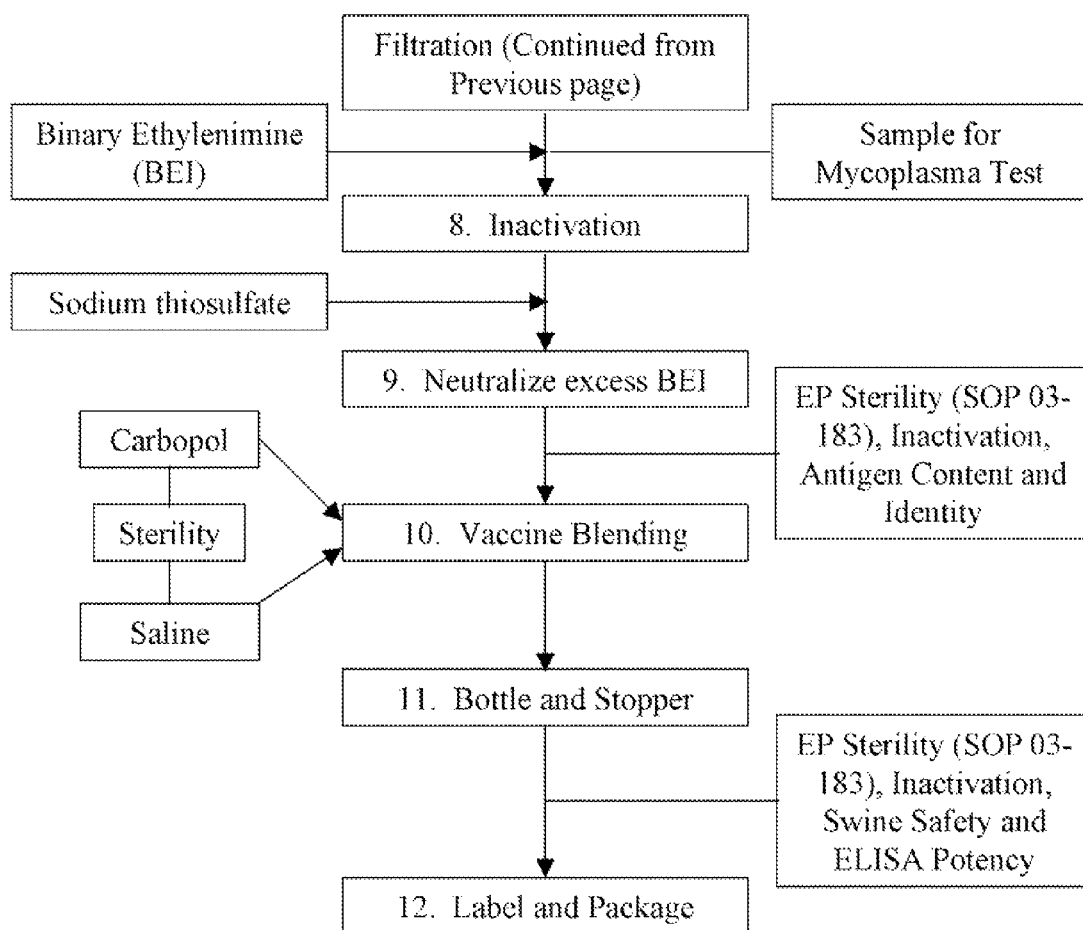 Filtration (Continued from
Previous page)
Binary Ethylenimine
(BEI)
Sample for
Mycoplasma Test
8. Inactivation
Sodium thiosulfate
9. Neutralize excess BEI
EP Sterility (SOP 03-
183), Inactivation,
Antigen Content and
Identity
Carbopol
Sterility
10. Vaccine Blending
Saline
11. Bottle and Stopper
EP Sterility (SOP 03-
183), Inactivation,
Swine Safety and
ELISA Potency
12. Label and Package